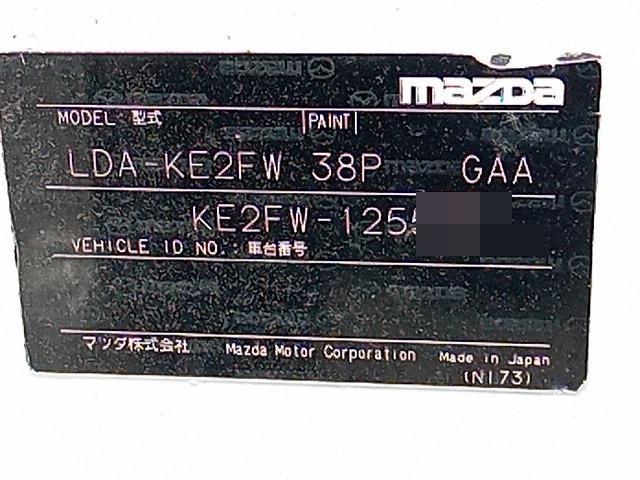 mazda
MODEL 型式 PAINT
LDA-KE2FW 38P GAA
KE2FW-1255
VEHICLE ID NO. : 車台番号
マツダ株式会社 Mazda Motor Corporation Made in Japan
(N173)